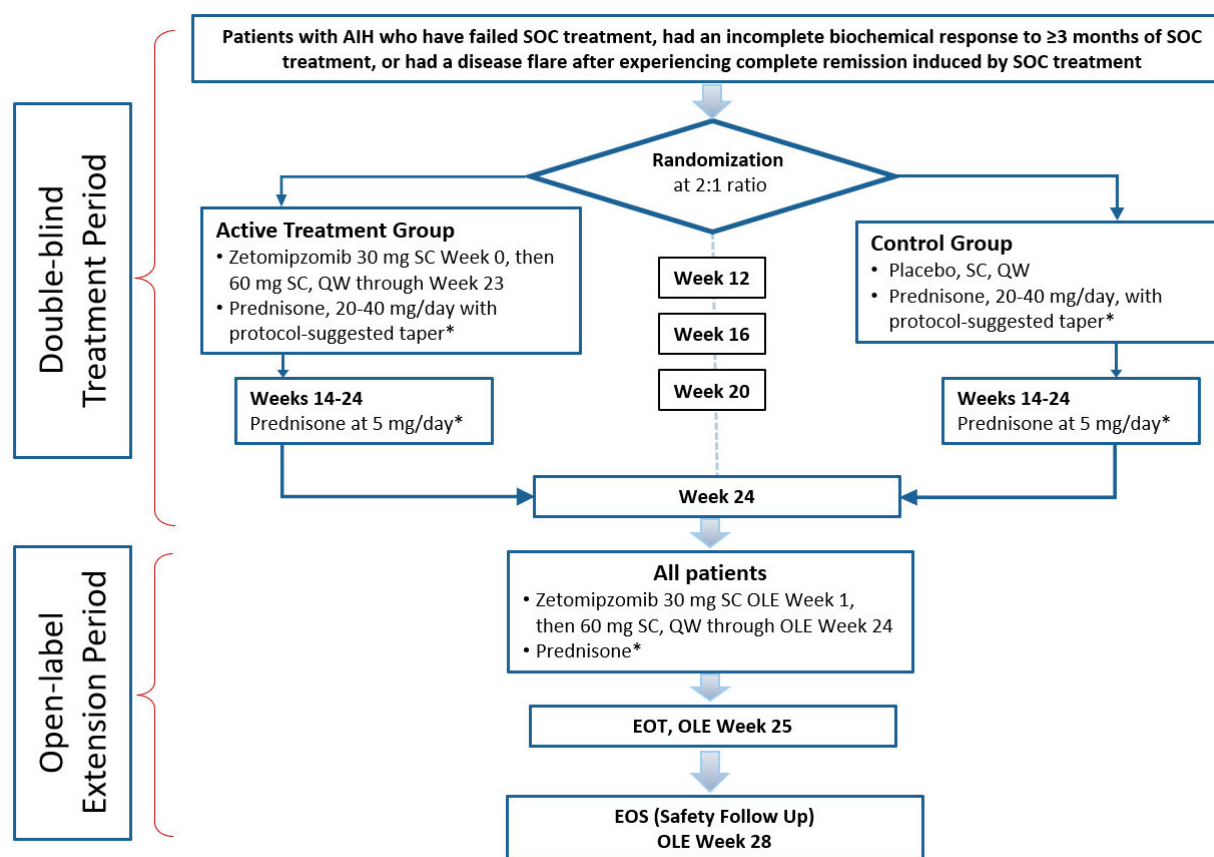 Patients with AIH who have failed SOC treatment, had an incomplete biochemical response to ≥3 months of SOC
treatment, or had a disease flare after experiencing complete remission induced by SOC treatment
Double-blind
Treatment Period
Randomization
at 2:1 ratio
Active Treatment Group
• Zetomipzomib 30 mg SC Week 0, then
60 mg SC, QW through Week 23
• Prednisone, 20-40 mg/day with
protocol-suggested taper*
Week 12
Week 16
Week 20
Control Group
• Placebo, SC, QW
• Prednisone, 20-40 mg/day, with
protocol-suggested taper*
Weeks 14-24
Prednisone at 5 mg/day*
Weeks 14-24
Prednisone at 5 mg/day*
Week 24
Open-label
Extension Period
All patients
• Zetomipzomib 30 mg SC OLE Week 1,
then 60 mg SC, QW through OLE Week 24
• Prednisone*
EOT, OLE Week 25
EOS (Safety Follow Up)
OLE Week 28